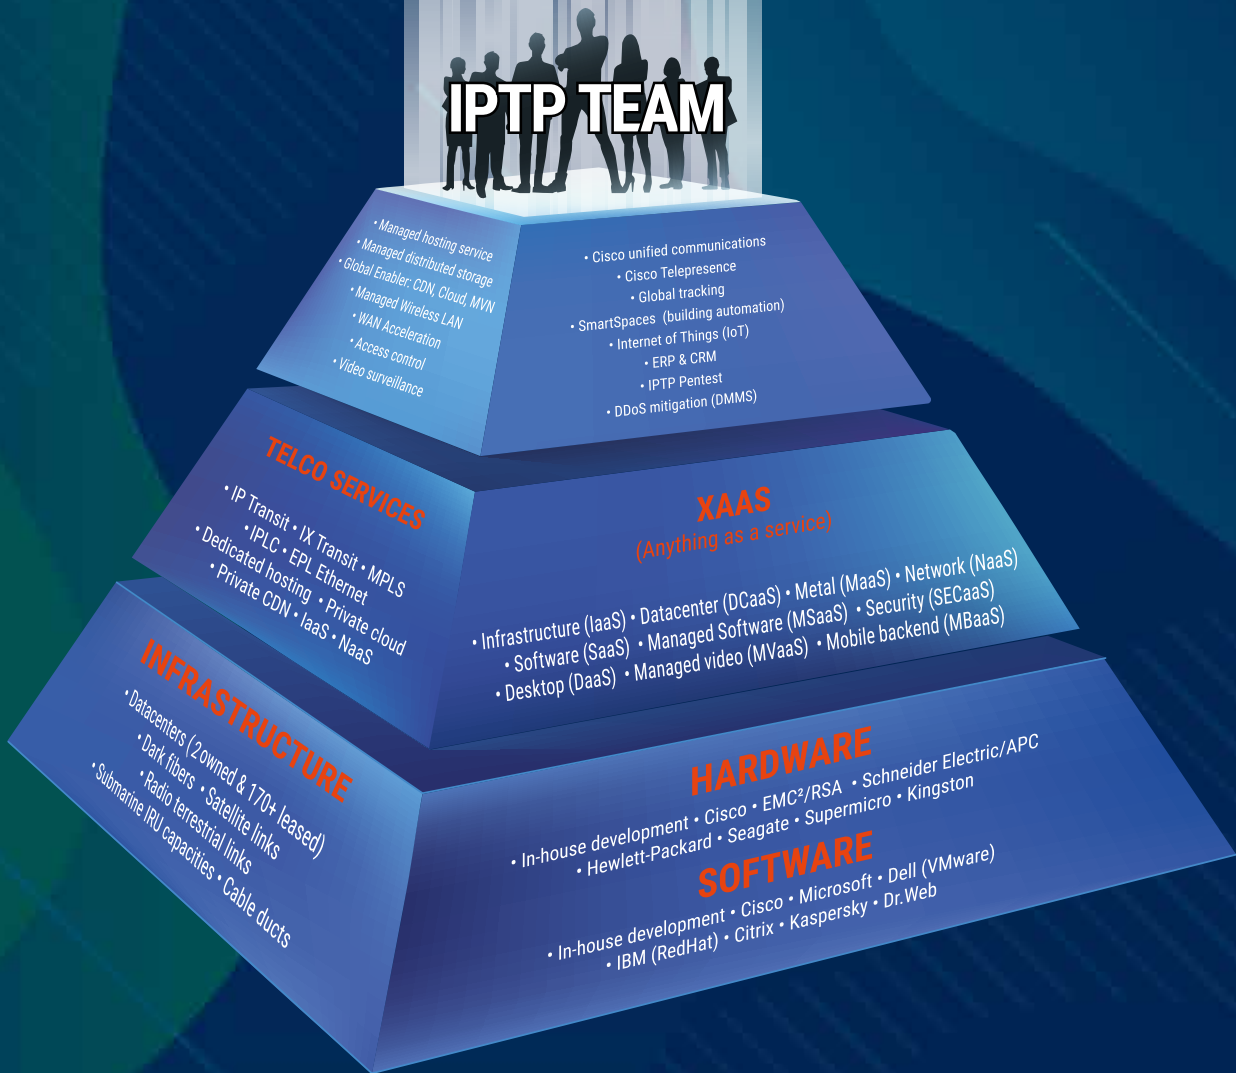 IPTP TEAM
• Managed hosting service
• Managed distributed storage
• Global Enabler: CDN, Cloud, MVN
• Managed Wireless LAN
• WAN Acceleration
• Access control
• Video surveillance
• Cisco unified communications
• Cisco Telepresence
• Global tracking
• SmartSpaces (building automation)
• Internet of Things (IoT)
• ERP & CRM
• IPTP Pentest
• DDoS mitigation (DMMS)
TELCO SERVICES
• IP Transit • IX Transit • MPLS
• IPLC • EPL Ethernet
• Dedicated hosting • Private cloud
• Private CDN • IaaS • NaaS
XAAS
(Anything as a service)
• Infrastructure (IaaS) • Datacenter (DCaaS) • Metal (MaaS) • Network (NaaS)
• Software (SaaS) • Managed Software (MSaaS) • Security (SECaaS)
• Desktop (DaaS) • Managed video (MVaaS) • Mobile backend (MBaaS)
INFRASTRUCTURE
• Datacenters (2 owned & 170+ leased)
• Dark fibers • Satellite links
• Radio terrestrial links
• Submarine IRU capacities • Cable ducts
HARDWARE
• In-house development • Cisco • EMC²/RSA • Schneider Electric/APC
• Hewlett-Packard • Seagate • Supermicro • Kingston
SOFTWARE
• In-house development • Cisco • Microsoft • Dell (VMware)
• IBM (RedHat) • Citrix • Kaspersky • Dr.Web